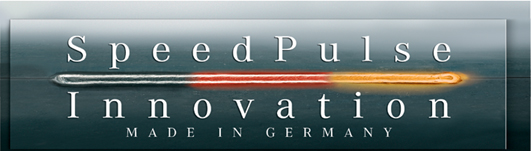 SpeedPulse
Innovation
MADE IN GERMANY